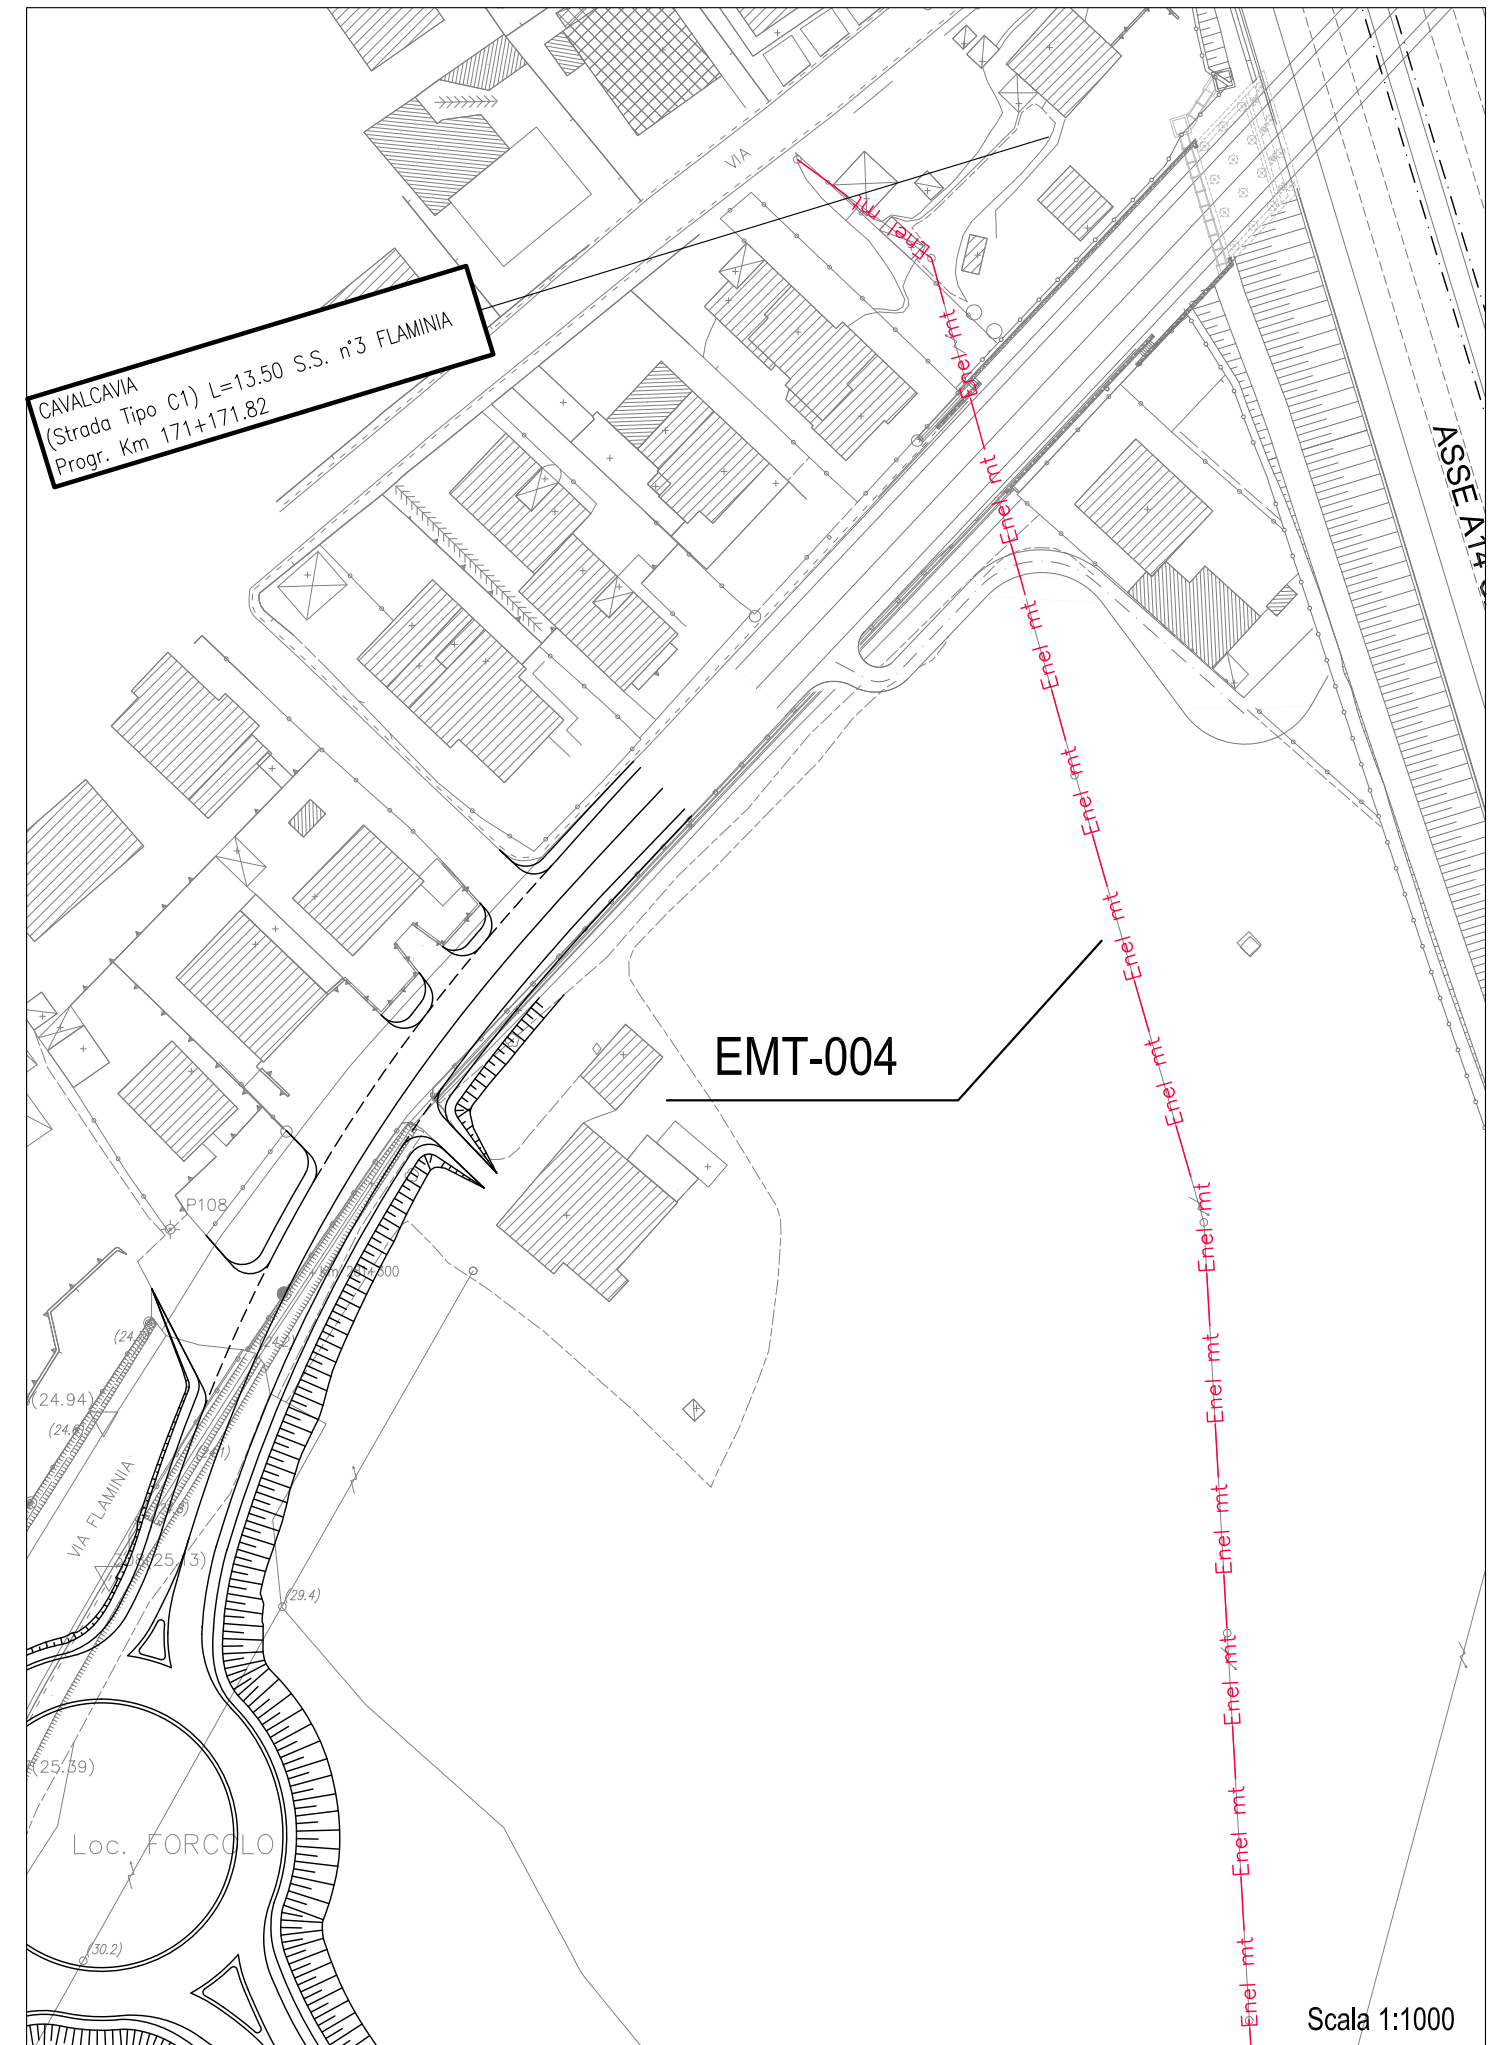 VIA
CAVALCAVIA
(Strada Tipo C1) L=13.50 S.S. n°3 FLAMINIA
Progr. Km 171+171.82
Enel mt
Enel mt
Enel mt
Enel mt
Enel mt
Enel mt
Enel mt
Enel mt
Enel mt
Enel mt
Enel mt
Enel mt
Enel mt
Enel mt
ASSE A14
EMT-004
P108
(24.94)
VIA FLAMINIA
(29.4)
(25.39)
Loc. FORCOLO
(30.2)
Scala 1:1000